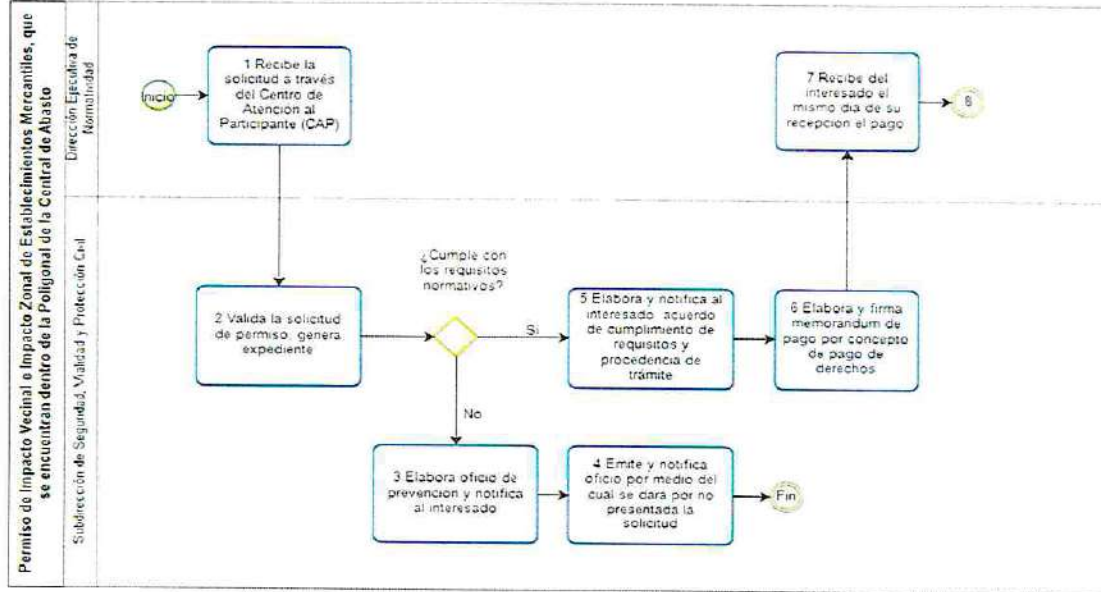 Permiso de Impacto Vecinal o Impacto Zonal de Establecimientos Mercantiles, que
se encuentran dentro de la Poligonal de la Central de Abasto
Dirección Ejecutiva de
Normatividad
Inicio
1 Recibe la
solicitud a través
del Centro de
Atención al
Participante (CAP)
7 Recibe del
interesado el
mismo dia de su
recepcion el pago
8
Subdirección de Seguridad, Vialidad y Protección Civil
2 Valida la solicitud
de permiso, genera
expediente
¿Cumple con
los requisitos
normativos?
Si
5 Elabora y notifica al
interesado acuerdo
de cumplimiento de
requisitos y
procedencia de
trámite
6 Elabora y firma
memorandum de
pago por concepto
de pago de
derechos
No
3 Elabora oficio de
prevencion y notifica
al interesado
4 Emite y notifica
oficio por medio del
cual se dará por no
presentada la
solicitud
Fin